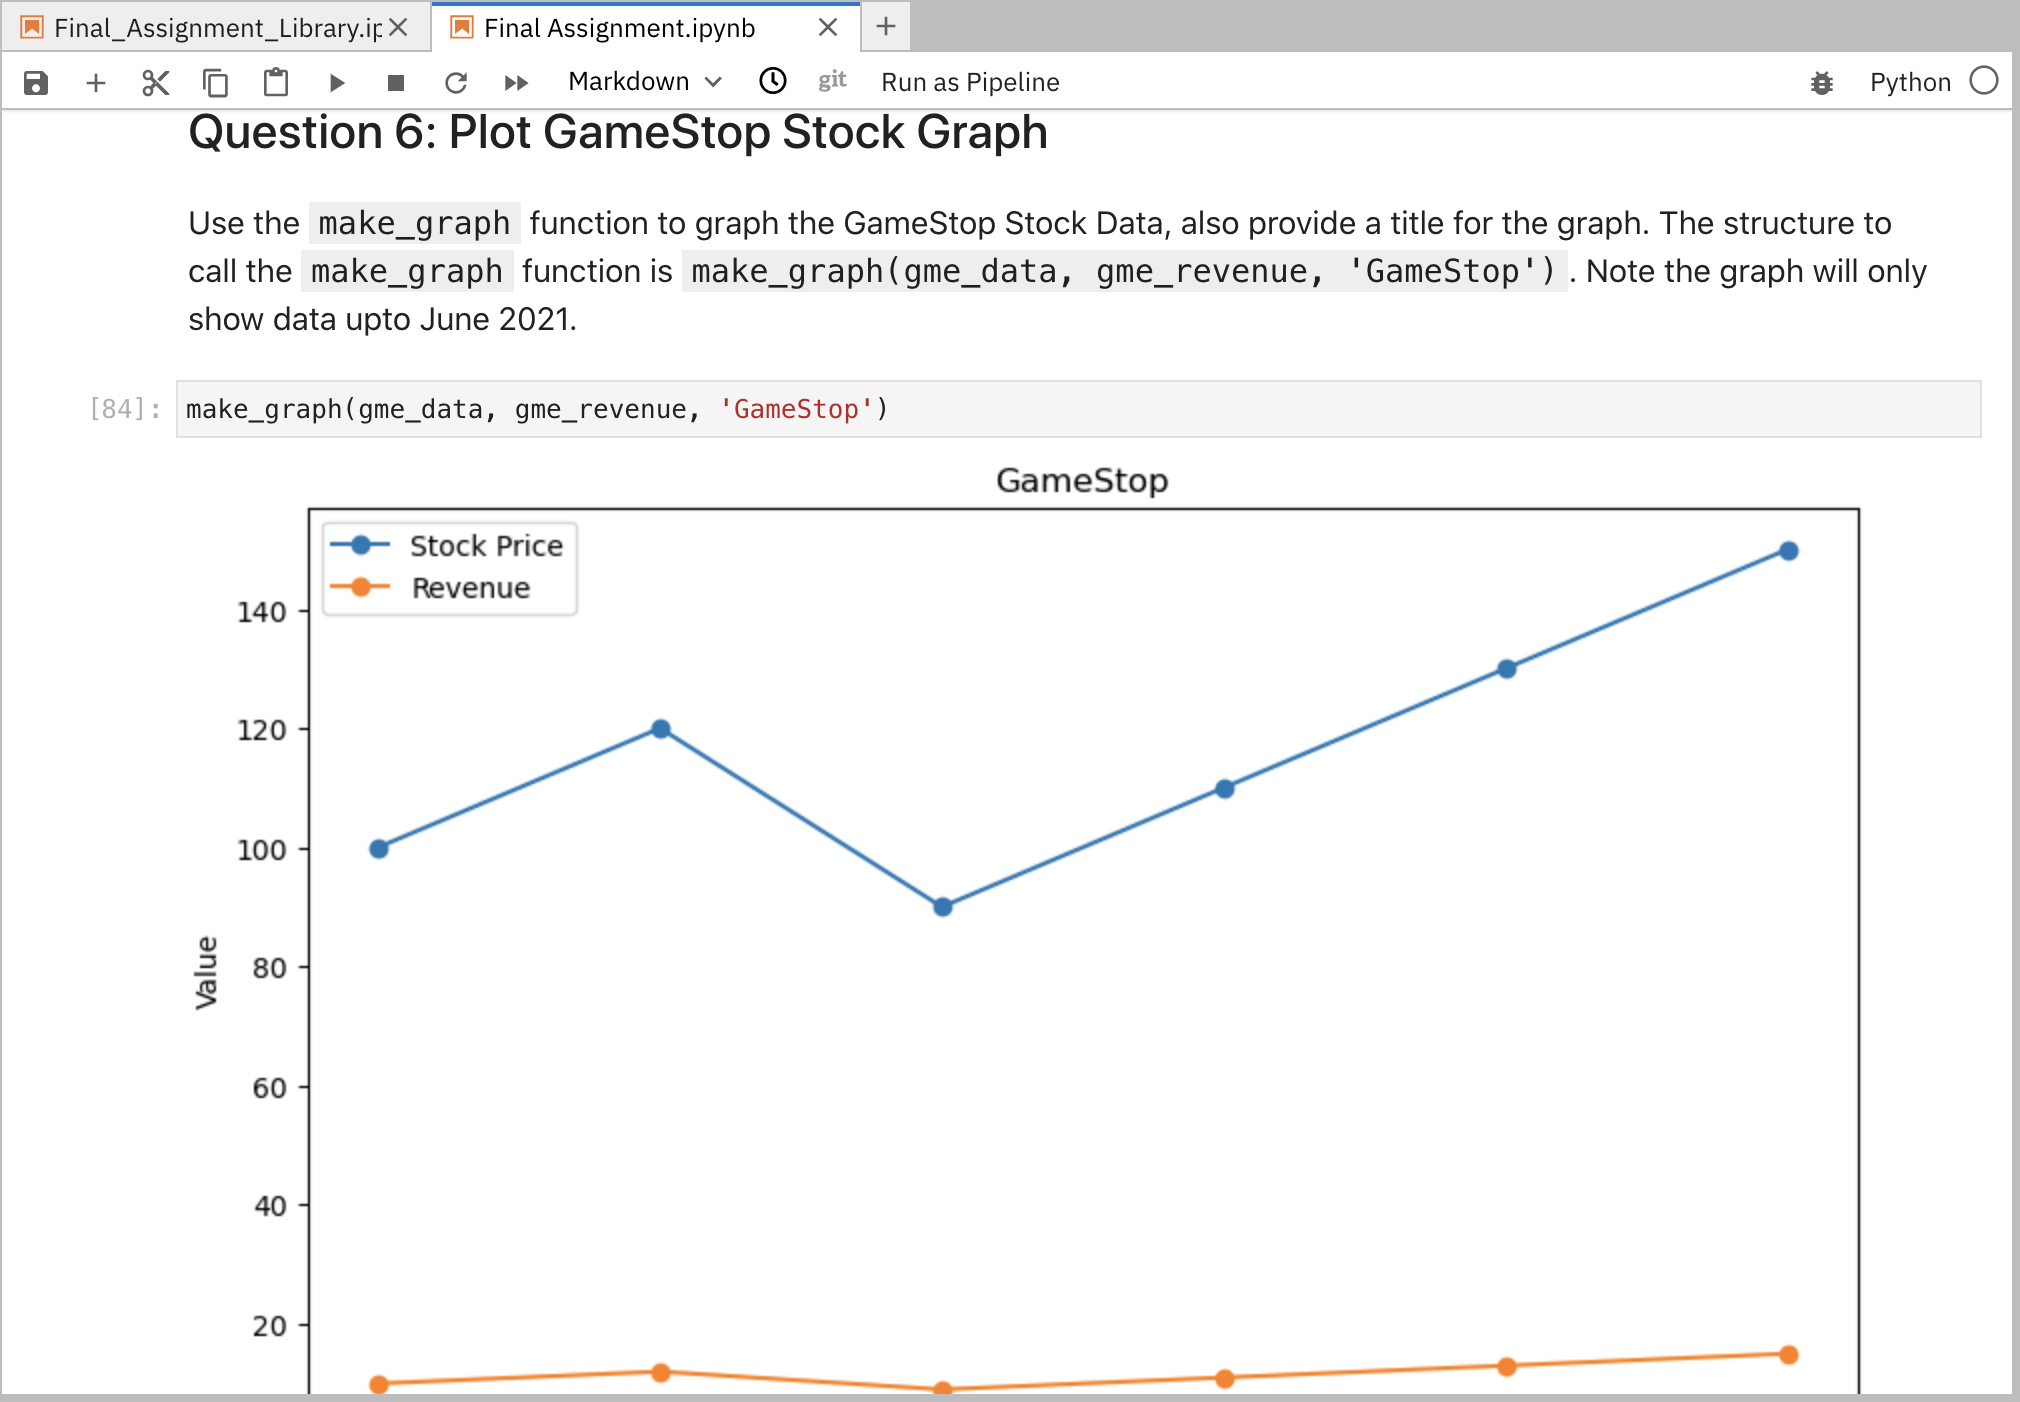 Final_Assignment_Library.ip
Final Assignment.ipynb
Markdown
git
Run as Pipeline
Python
Question 6: Plot GameStop Stock Graph
Use the make_graph function to graph the GameStop Stock Data, also provide a title for the graph. The structure to
call the make_graph function is make_graph(gme_data, gme_revenue, 'GameStop') . Note the graph will only
show data upto June 2021.
[84]:
make_graph(gme_data, gme_revenue, 'GameStop')
GameStop
Stock Price
Revenue
140
120
100
80
60
40
20
Value